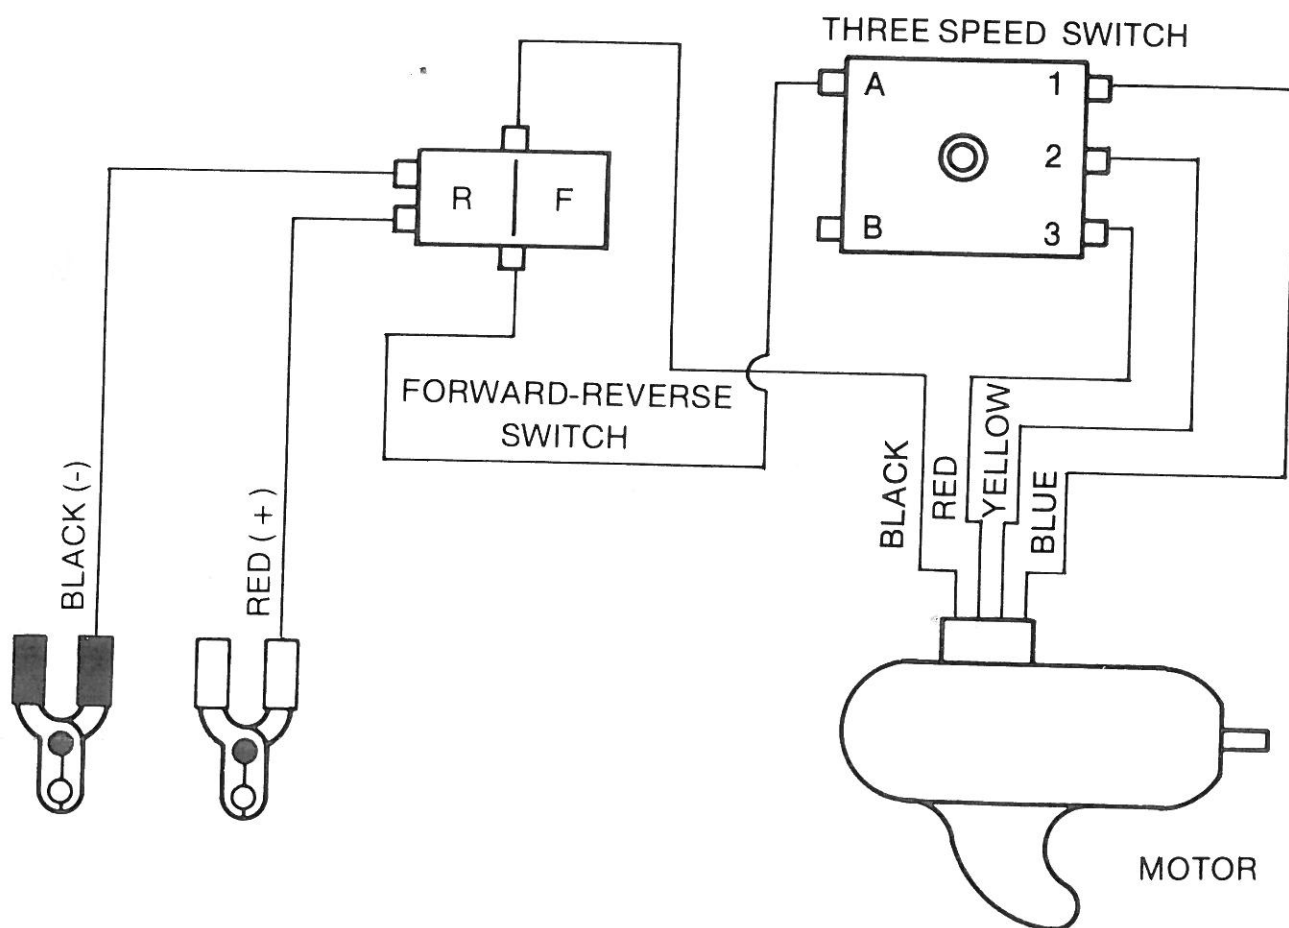 THREE SPEED SWITCH
A
1
2
B
3
R
F
FORWARD-REVERSE
SWITCH
BLACK (-)
RED (+)
BLACK
RED
YELLOW
BLUE
MOTOR